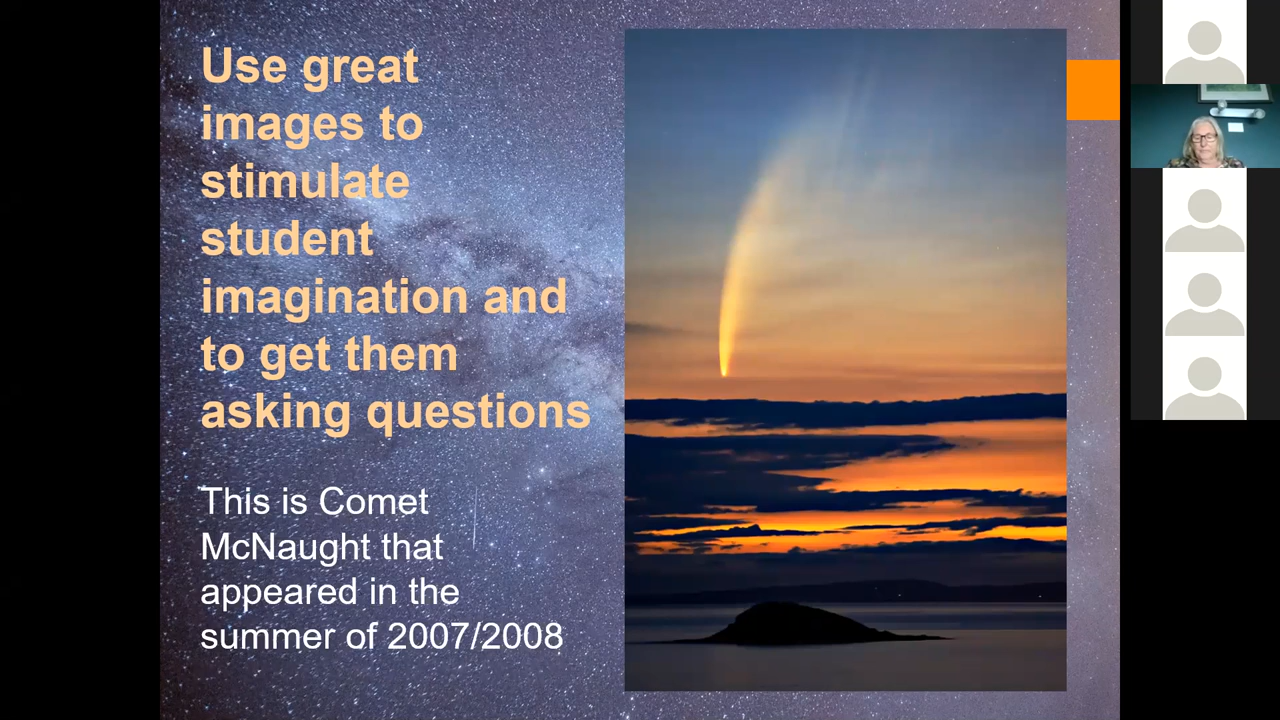 Use great
images to
stimulate
student
imagination and
to get them
asking questions
This is Comet
McNaught that
appeared in the
summer of 2007/2008